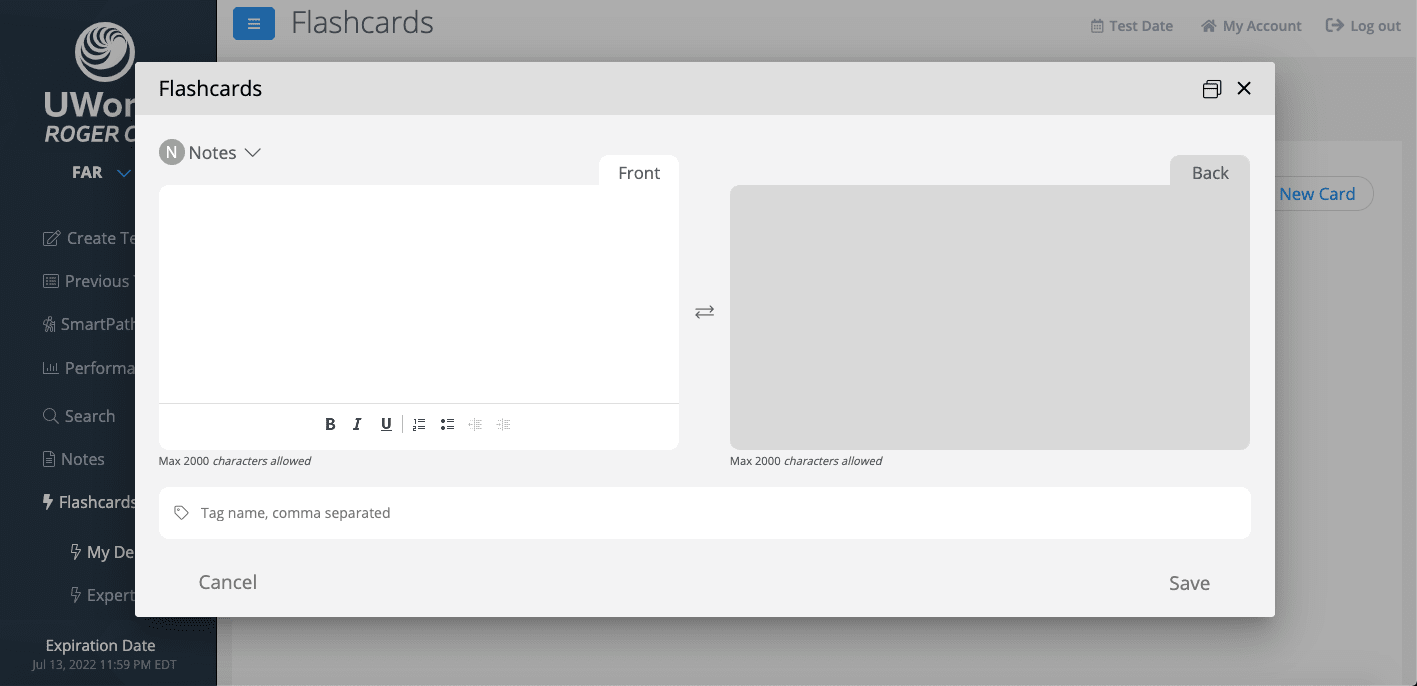 Flashcards
Test Date
My Account
Log out
UWor
ROGER C
FAR
Create Te
Previous
SmartPath
Performa
Search
Notes
Flashcards
My De
Expert
Expiration Date
Jul 13, 2022 11:59 PM EDT
New Card
Flashcards
N Notes
Front
Back
B I U
Max 2000 characters allowed
Max 2000 characters allowed
Tag name, comma separated
Cancel
Save